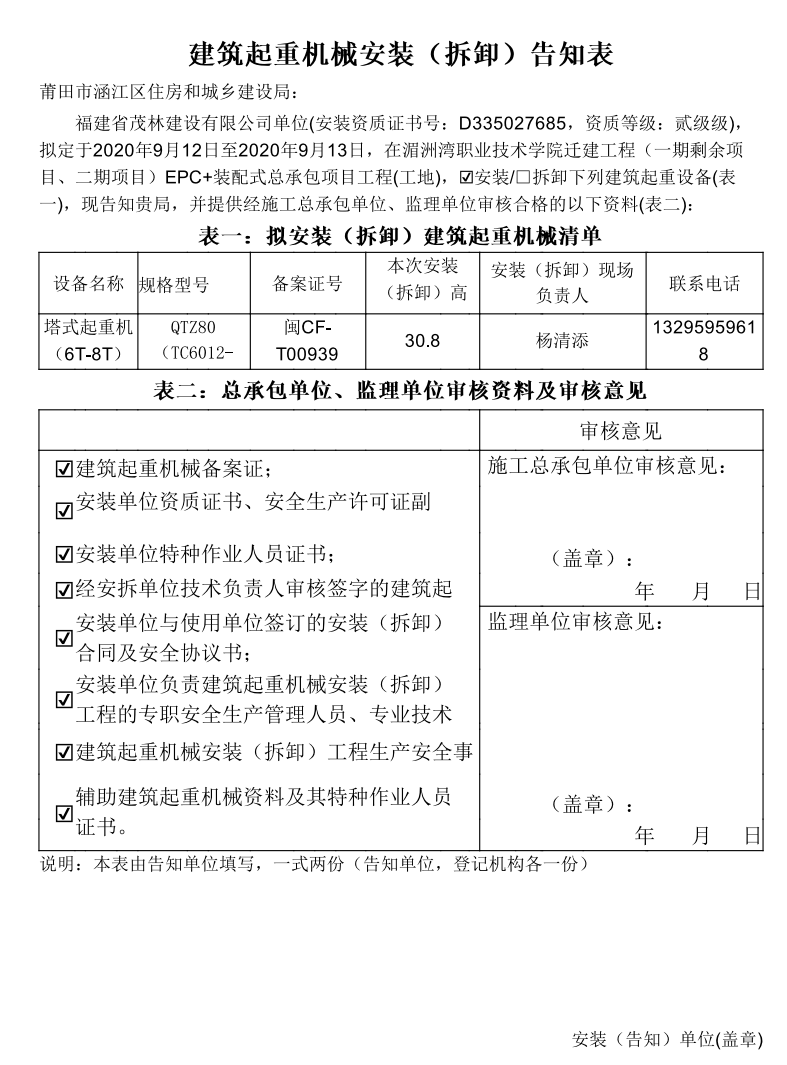 建筑起重机械安装（拆卸）告知表
莆田市涵江区住房和城乡建设局：
福建省茂林建设有限公司单位(安装资质证书号：D335027685，资质等级：贰级级)，
拟定于2020年9月12日至2020年9月13日，在湄洲湾职业技术学院迁建工程（一期剩余项
目、二期项目）EPC+装配式总承包项目工程(工地)，☑安装/□拆卸下列建筑起重设备(表
一)，现告知贵局，并提供经施工总承包单位、监理单位审核合格的以下资料(表二)：
表一：拟安装（拆卸）建筑起重机械清单
设备名称 规格型号 备案证号 本次安装 安装（拆卸）现场 联系电话
（拆卸）高 负责人
塔式起重机 QTZ80 闽CF- 30.8 杨清添 1329595961
（6T-8T） （TC6012- T00939 8
表二：总承包单位、监理单位审核资料及审核意见
审核意见
☑建筑起重机械备案证；
☑安装单位资质证书、安全生产许可证副
☑安装单位特种作业人员证书；
☑经安拆单位技术负责人审核签字的建筑起
☑安装单位与使用单位签订的安装（拆卸）
合同及安全协议书；
☑安装单位负责建筑起重机械安装（拆卸）
工程的专职安全生产管理人员、专业技术
☑建筑起重机械安装（拆卸）工程生产安全事
☑辅助建筑起重机械资料及其特种作业人员
证书。
施工总承包单位审核意见：
（盖章）：
年 月 日
监理单位审核意见：
（盖章）：
年 月 日
说明：本表由告知单位填写，一式两份（告知单位，登记机构各一份）
安装（告知）单位(盖章)